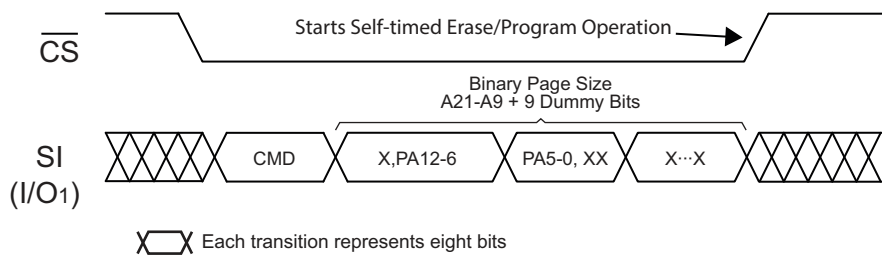 Starts Self-timed Erase/Program Operation
CS
Binary Page Size
A21-A9 + 9 Dummy Bits
SI
(I/O1)
CMD
X,PA12-6
PA5-0, XX
X···X
Each transition represents eight bits